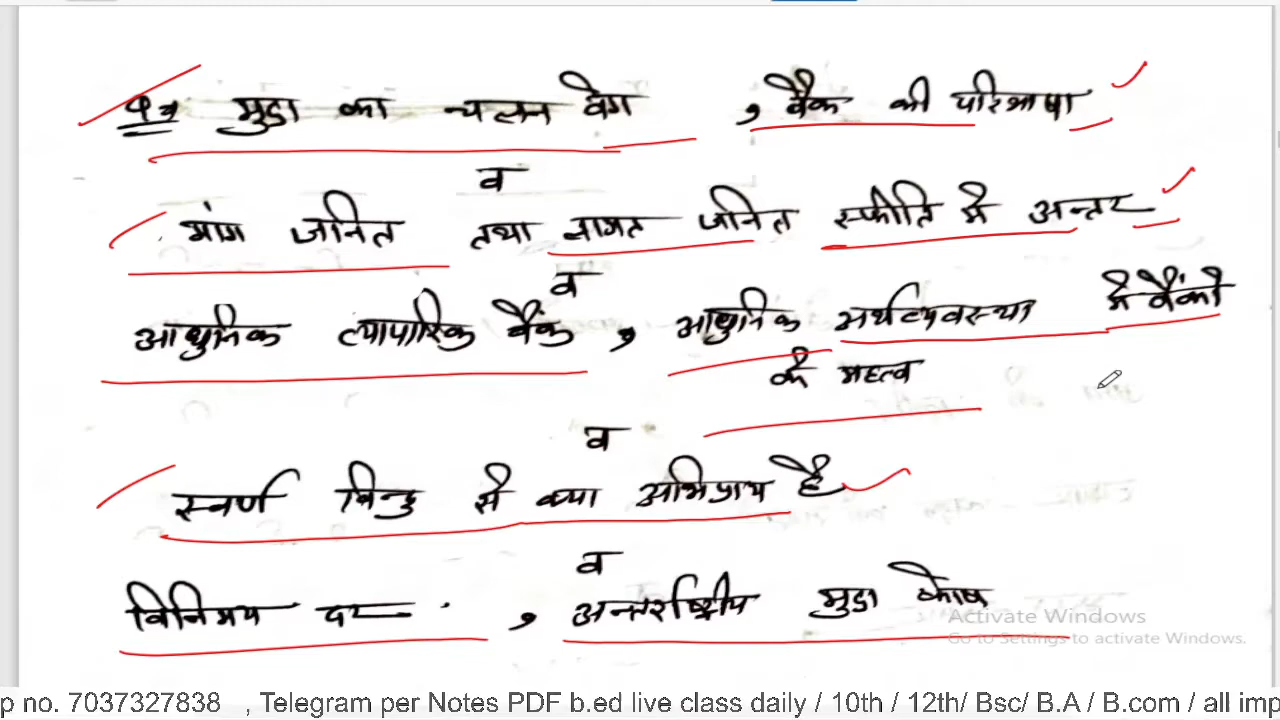 प्र मुद्रा का चलन वेग , बैंक की परिभाषा
व
मांग जनित तथा लागत जनित स्फीति में अन्तर
व
आधुनिक व्यापारिक बैंक , आधुनिक अर्थव्यवस्था में बैंकों
के महत्व
व
स्वर्ण बिन्दु से क्या अभिप्राय है
व
विनिमय दर , अन्तर्राष्ट्रीय मुद्रा कोष
Activate Windows
Go to Settings to activate Windows.
p no. 7037327838 , Telegram per Notes PDF b.ed live class daily / 10th / 12th/ Bsc/ B.A / B.com / all imp